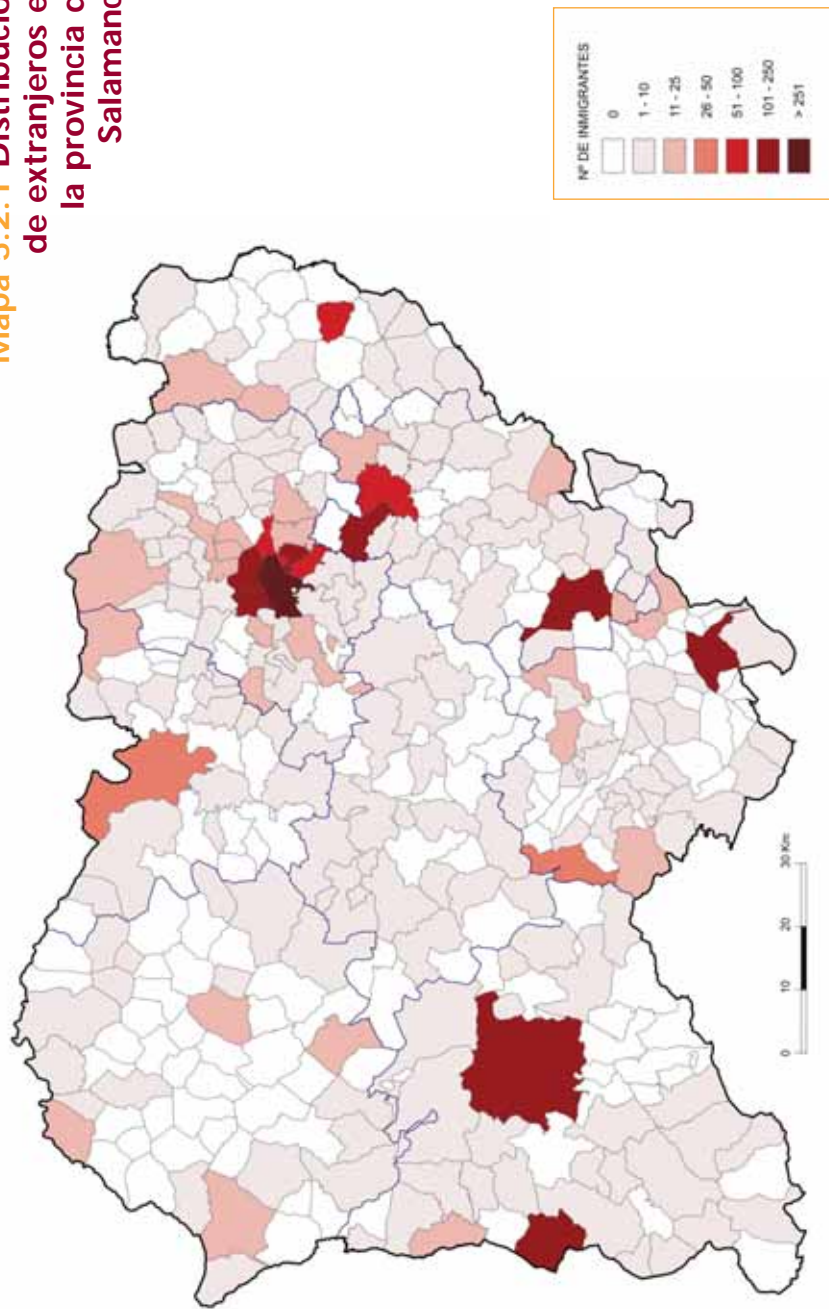 Mapa 5.2.1 Distribució
de extranjeros e
la provincia d
Salamanc
Nº DE INMIGRANTES
0
1 - 10
11 - 25
26 - 50
51 - 100
101 - 250
> 251
0 10 20 30 Km